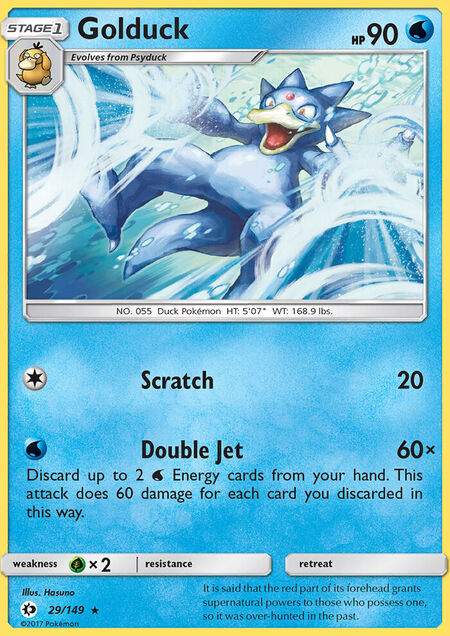 STAGE1 Golduck HP 90
Evolves from Psyduck
NO. 055 Duck Pokémon HT: 5'07" WT: 168.9 lbs.
Scratch 20
Double Jet 60×
Discard up to 2 Energy cards from your hand. This
attack does 60 damage for each card you discarded in
this way.
weakness ×2 resistance retreat
Illus. Hasuno
29/149 ★
©2017 Pokémon
It is said that the red part of its forehead grants
supernatural powers to those who possess one,
so it was over-hunted in the past.